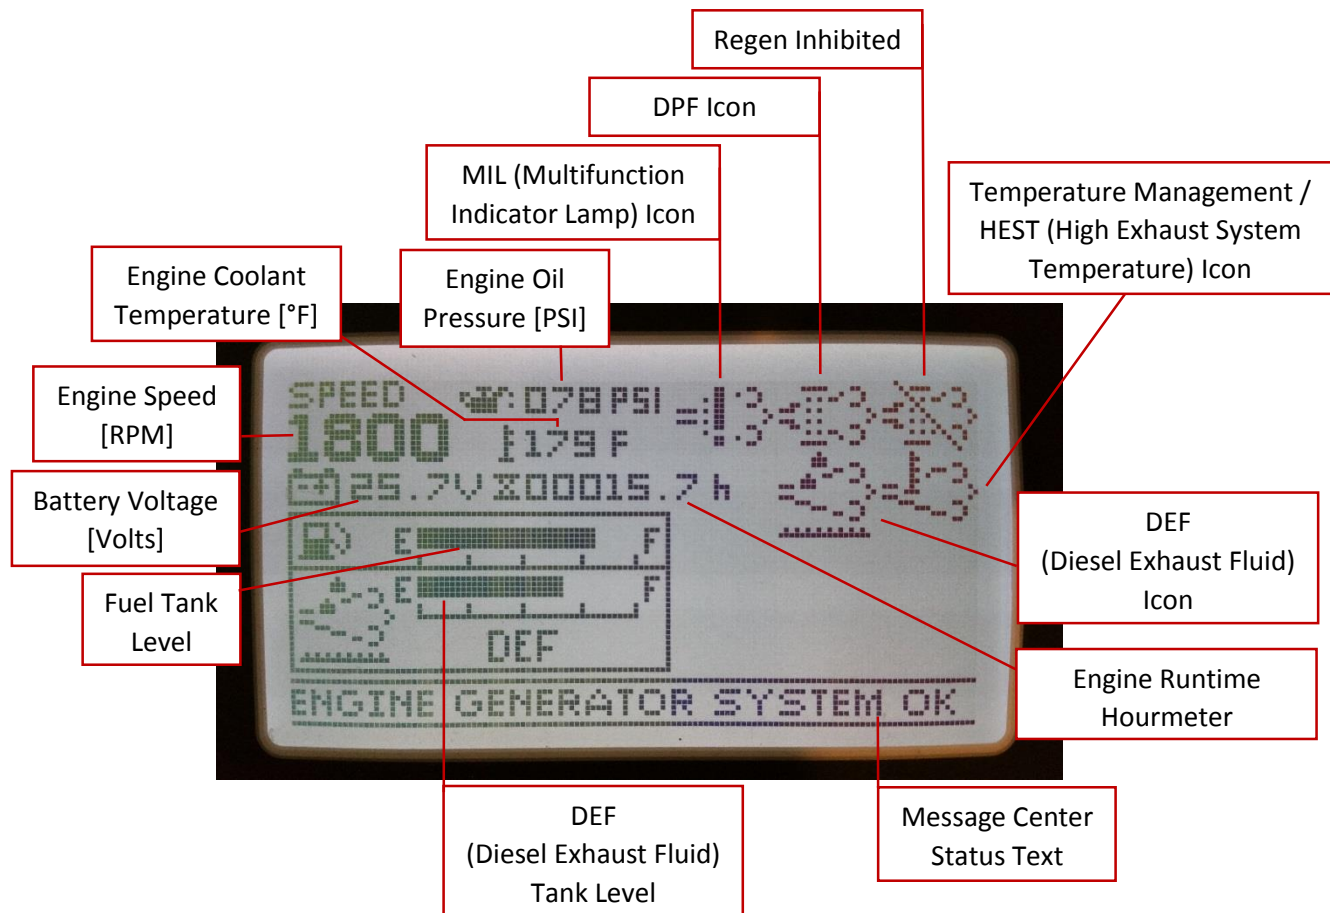 Regen Inhibited
DPF Icon
MIL (Multifunction
Indicator Lamp) Icon
Temperature Management /
HEST (High Exhaust System
Temperature) Icon
Engine Coolant
Temperature [°F]
Engine Oil
Pressure [PSI]
Engine Speed
[RPM]
Battery Voltage
[Volts]
Fuel Tank
Level
SPEED
1800
078 PSI
179 F
25.7V
00015.7 h
E F
E F
DEF
ENGINE GENERATOR SYSTEM OK
DEF
(Diesel Exhaust Fluid)
Icon
Engine Runtime
Hourmeter
DEF
(Diesel Exhaust Fluid)
Tank Level
Message Center
Status Text